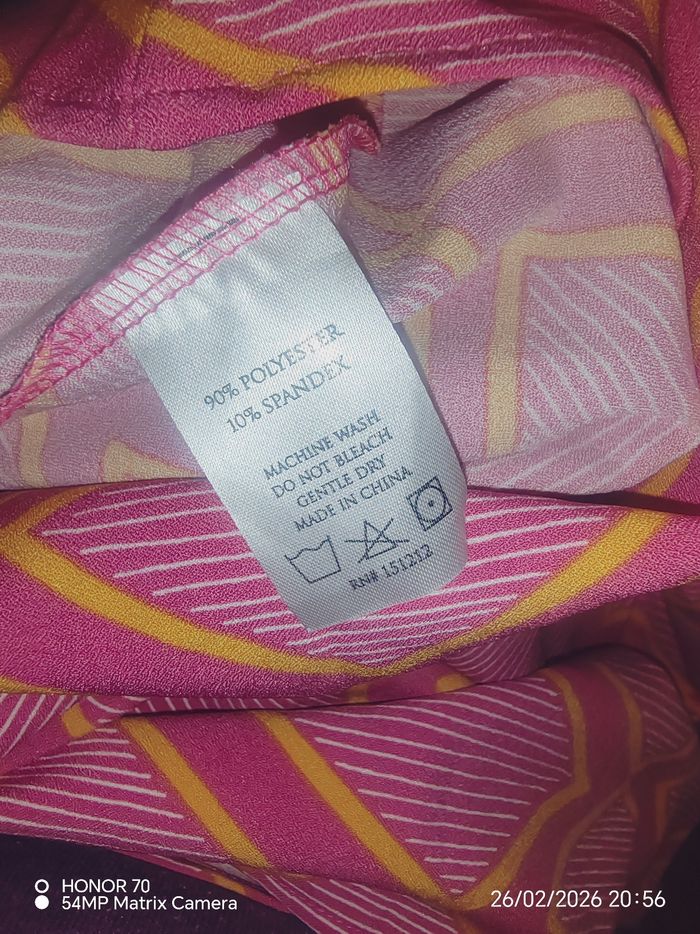 90% POLYESTER
10% SPANDEX
MACHINE WASH
DO NOT BLEACH
GENTLE DRY
MADE IN CHINA
RN# 151212
HONOR 70
54MP Matrix Camera
26/02/2026 20:56